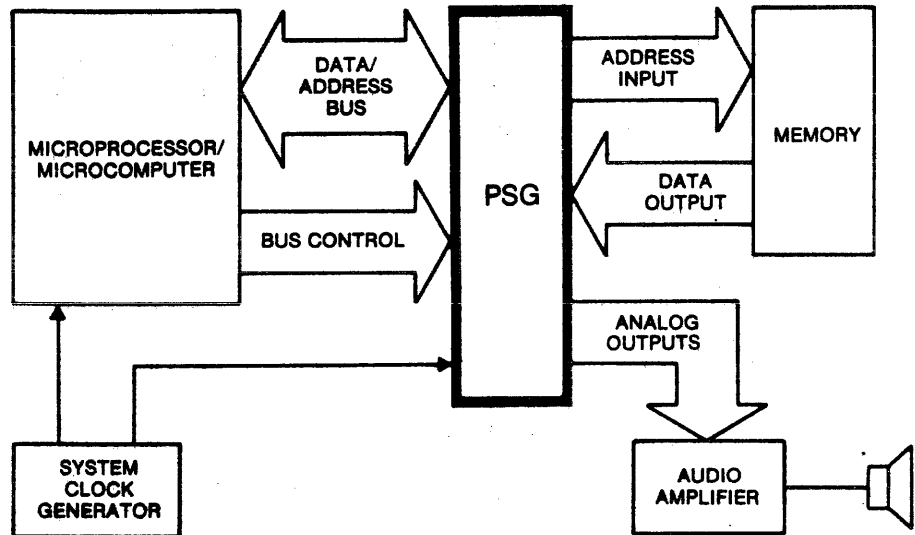 DATA/
ADDRESS
BUS
MICROPROCESSOR/
MICROCOMPUTER
BUS CONTROL
PSG
ADDRESS
INPUT
MEMORY
DATA
OUTPUT
ANALOG
OUTPUTS
SYSTEM
CLOCK
GENERATOR
AUDIO
AMPLIFIER